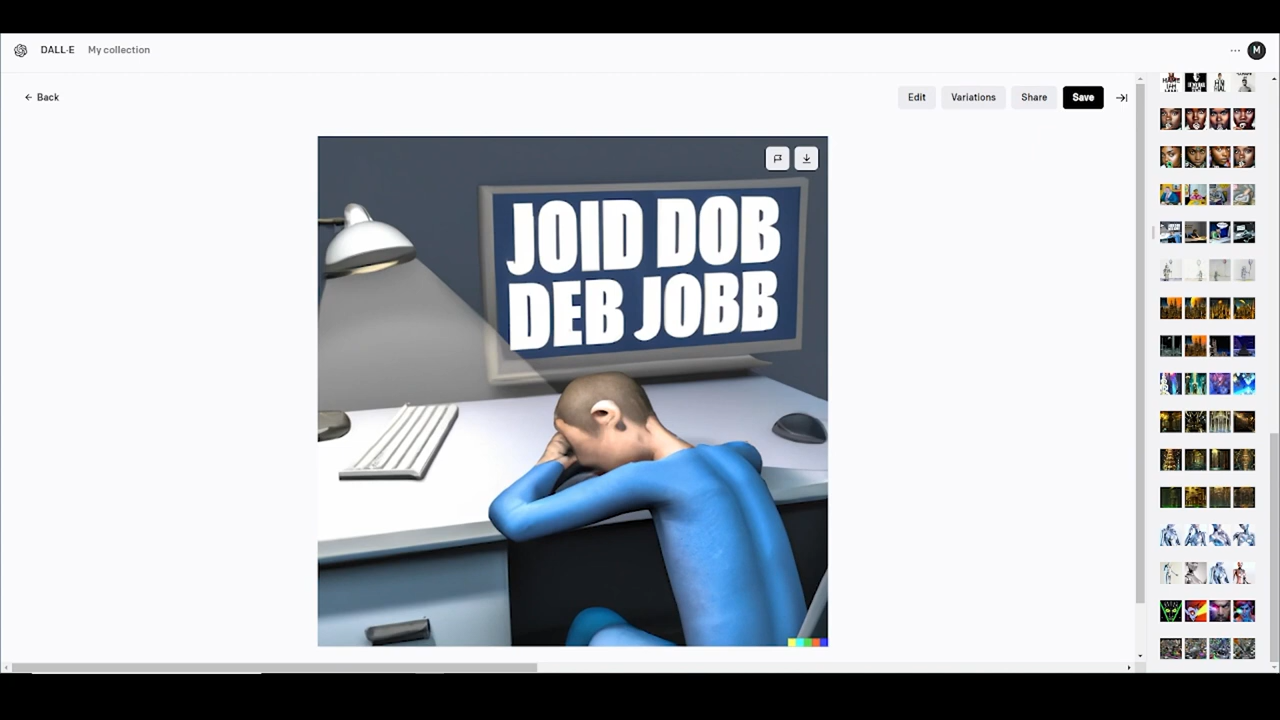 DALL·E My collection
M
Back
Edit Variations Share Save
JOID DOB
DEB JOBB